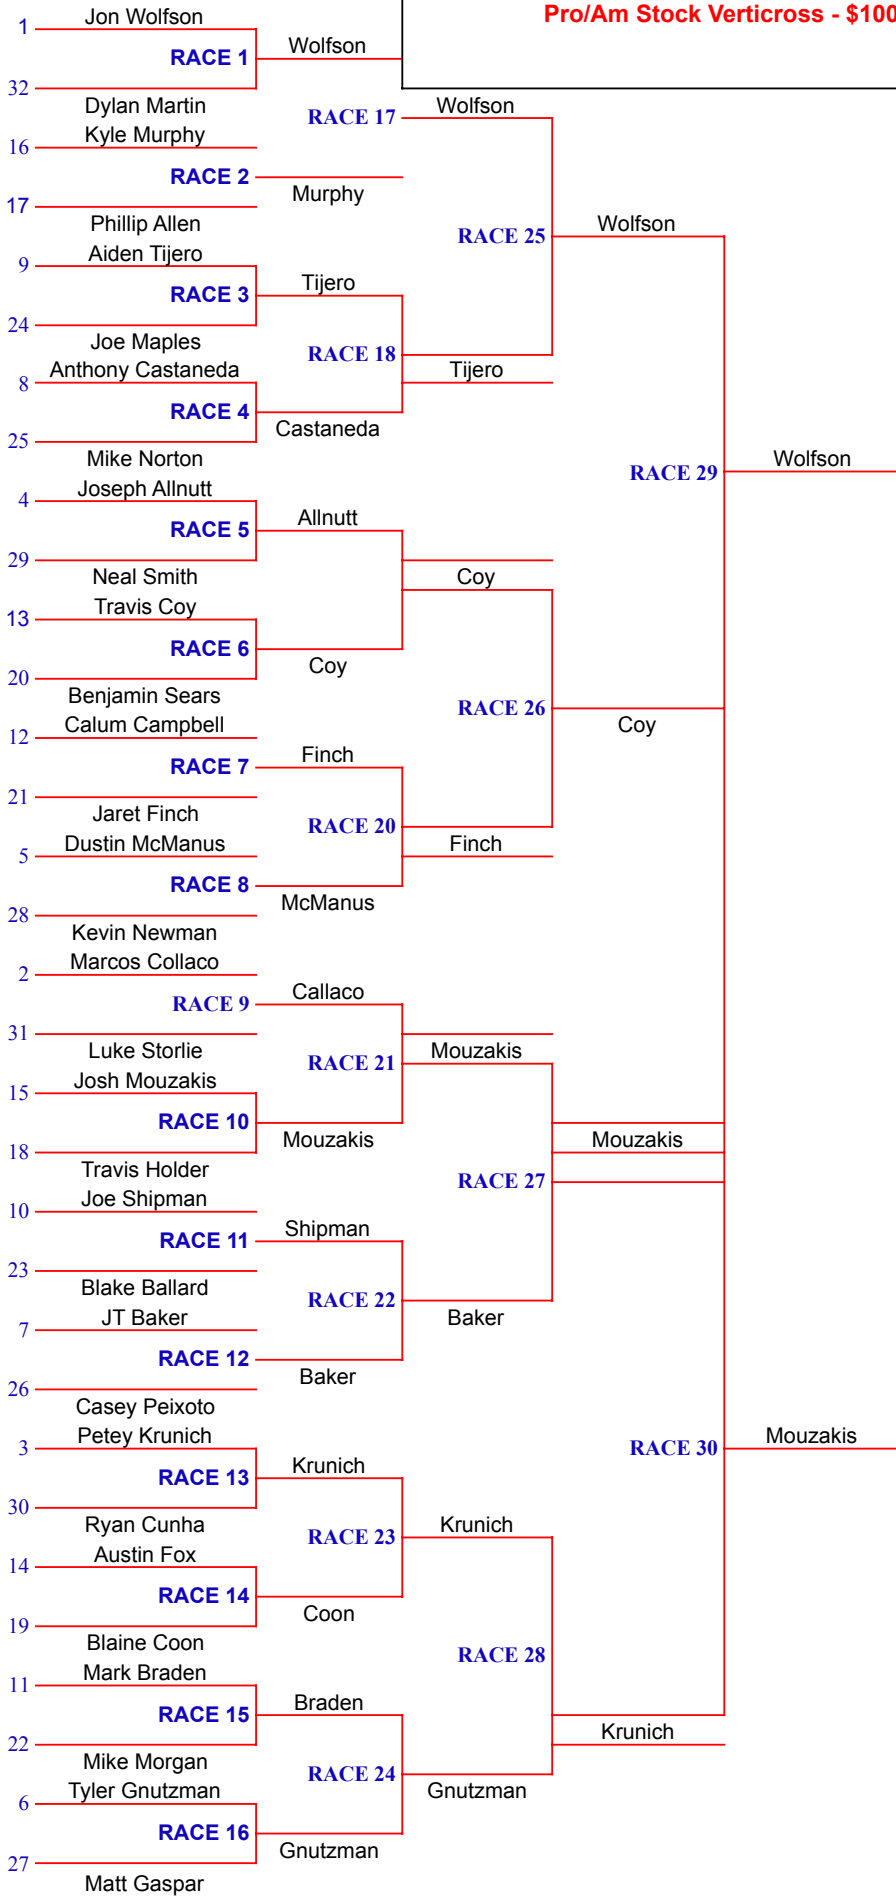 Pro/Am Stock Verticross - $100
1 Jon Wolfson
RACE 1 Wolfson
32
Dylan Martin
RACE 17 Wolfson
16 Kyle Murphy
RACE 2
Murphy
17
Phillip Allen
RACE 25 Wolfson
9 Aiden Tijero
RACE 3 Tijero
24
Joe Maples
RACE 18
Tijero
8 Anthony Castaneda
RACE 4
Castaneda
25
Mike Norton
RACE 29 Wolfson
4 Joseph Allnutt
RACE 5 Allnutt
29
Neal Smith
Coy
13 Travis Coy
RACE 6
Coy
20
Benjamin Sears
RACE 26
Coy
12 Calum Campbell
RACE 7 Finch
21
Jaret Finch
RACE 20
Finch
5 Dustin McManus
RACE 8
McManus
28
Kevin Newman
2 Marcos Collaco
RACE 9 Callaco
31
Luke Storlie
RACE 21 Mouzakis
15 Josh Mouzakis
RACE 10
Mouzakis
Mouzakis
18
Travis Holder
RACE 27
10 Joe Shipman
RACE 11 Shipman
23
Blake Ballard
RACE 22
Baker
7 JT Baker
RACE 12
Baker
26
Casey Peixoto
RACE 30 Mouzakis
3 Petey Krunich
RACE 13 Krunich
30
Ryan Cunha
RACE 23 Krunich
14 Austin Fox
RACE 14
Coon
19
Blaine Coon
RACE 28
11 Mark Braden
RACE 15 Braden
Krunich
22
Mike Morgan
RACE 24
Gnutzman
6 Tyler Gnutzman
RACE 16
Gnutzman
27
Matt Gaspar